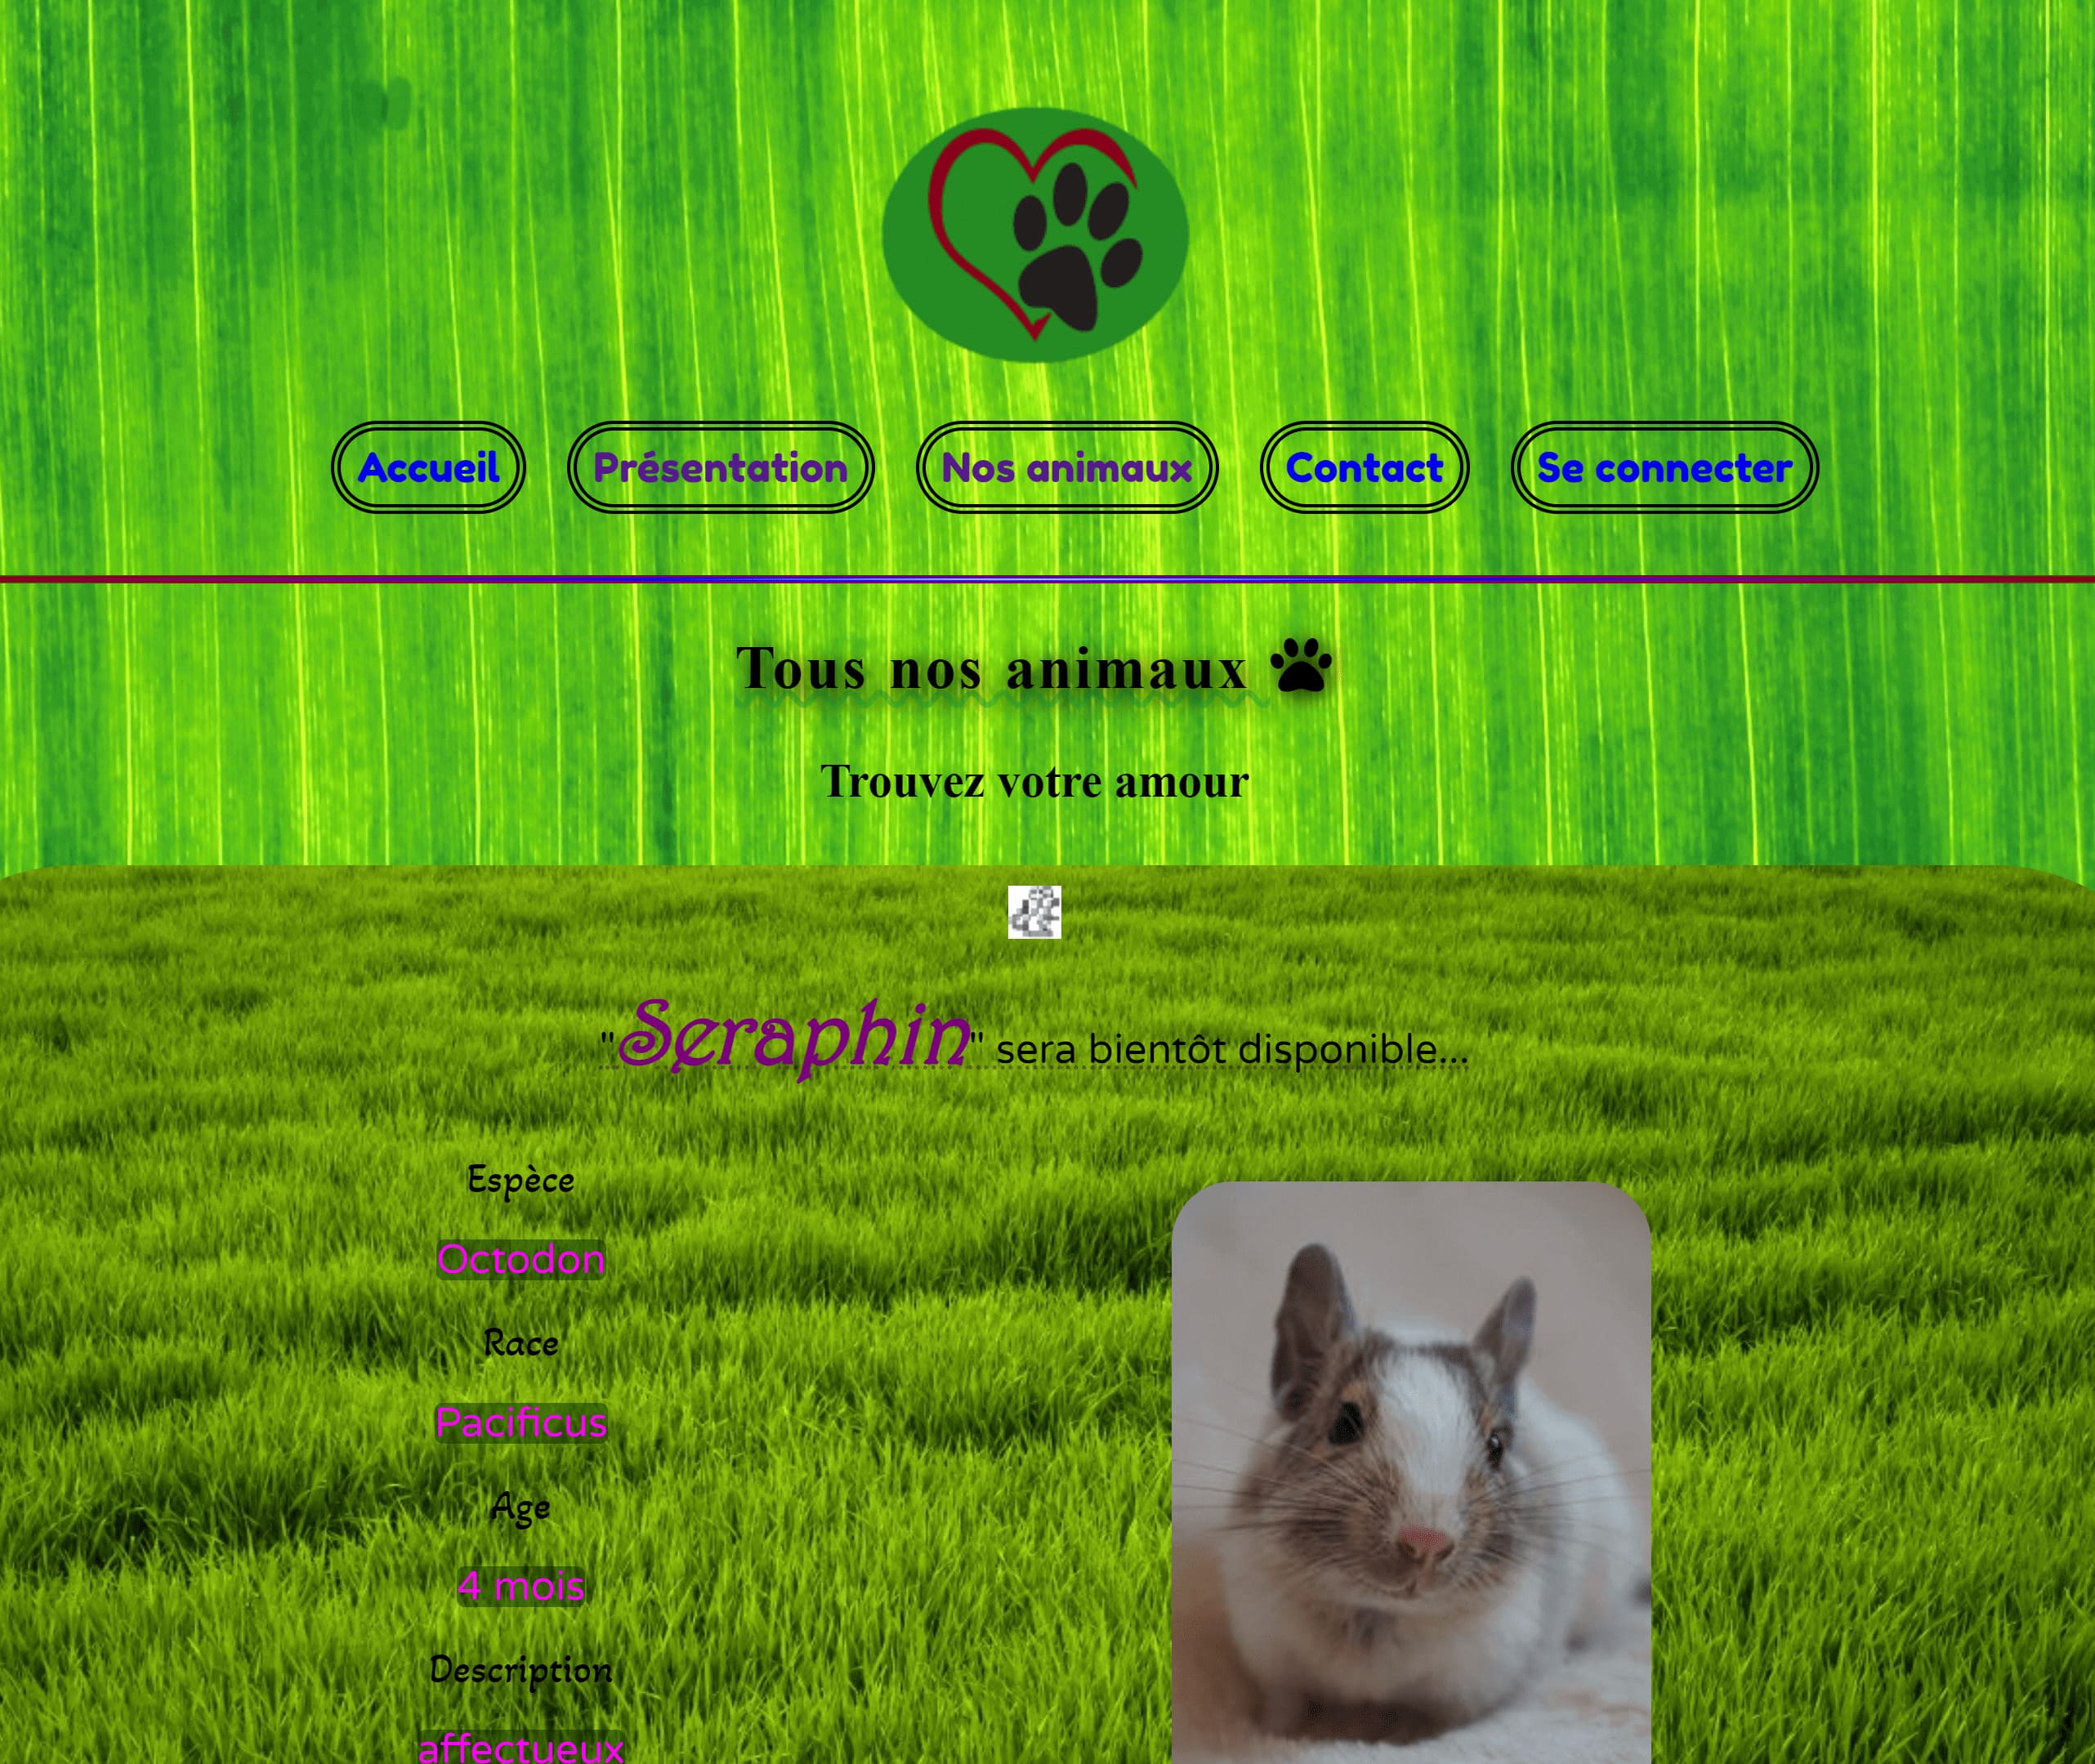 Accueil
Présentation
Nos animaux
Contact
Se connecter
Tous nos animaux
Trouvez votre amour
"Seraphin" sera bientôt disponible...
Espèce
Octodon
Race
Pacificus
Age
4 mois
Description
affectueux